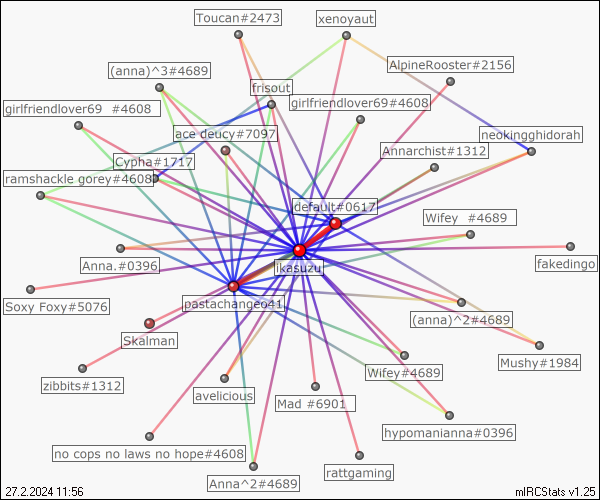 Toucan#2473
xenoyaut
AlpineRooster#2156
(anna)^3#4689
frisout
girlfriendlover69 #4608
girlfriendlover69#4608
ace deucy#7097
neokingghidorah
Annarchist#1312
Cypha#1717
ramshackle gorey#4608
default#0617
Wifey #4689
Anna.#0396
ikasuzu
fakedingo
pastachangeo41
Soxy Foxy#5076
(anna)^2#4689
Skalman
Mushy#1984
Wifey#4689
zibbits#1312
avelicious
Mad #6901
hypomanianna#0396
no cops no laws no hope#4608
rattgaming
Anna^2#4689
27.2.2024 11:56
mIRCStats v1.25